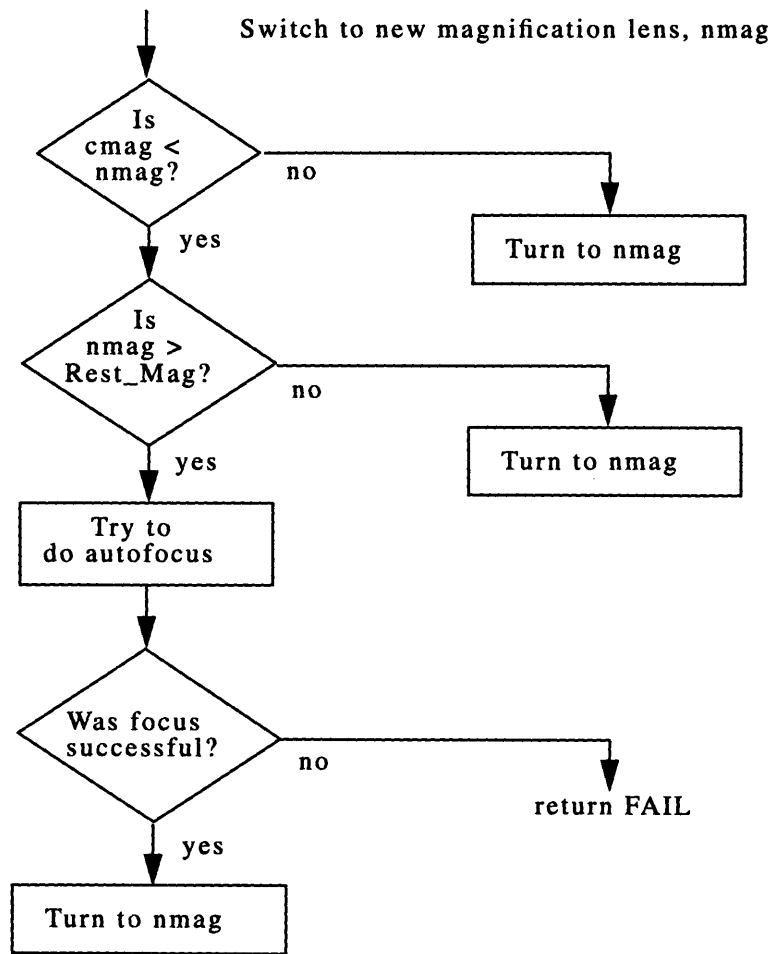 Switch to new magnification lens, nmag
Is
cmag <
nmag?
no
Turn to nmag
yes
Is
nmag >
Rest_Mag?
no
Turn to nmag
yes
Try to
do autofocus
Was focus
successful?
no
return FAIL
yes
Turn to nmag